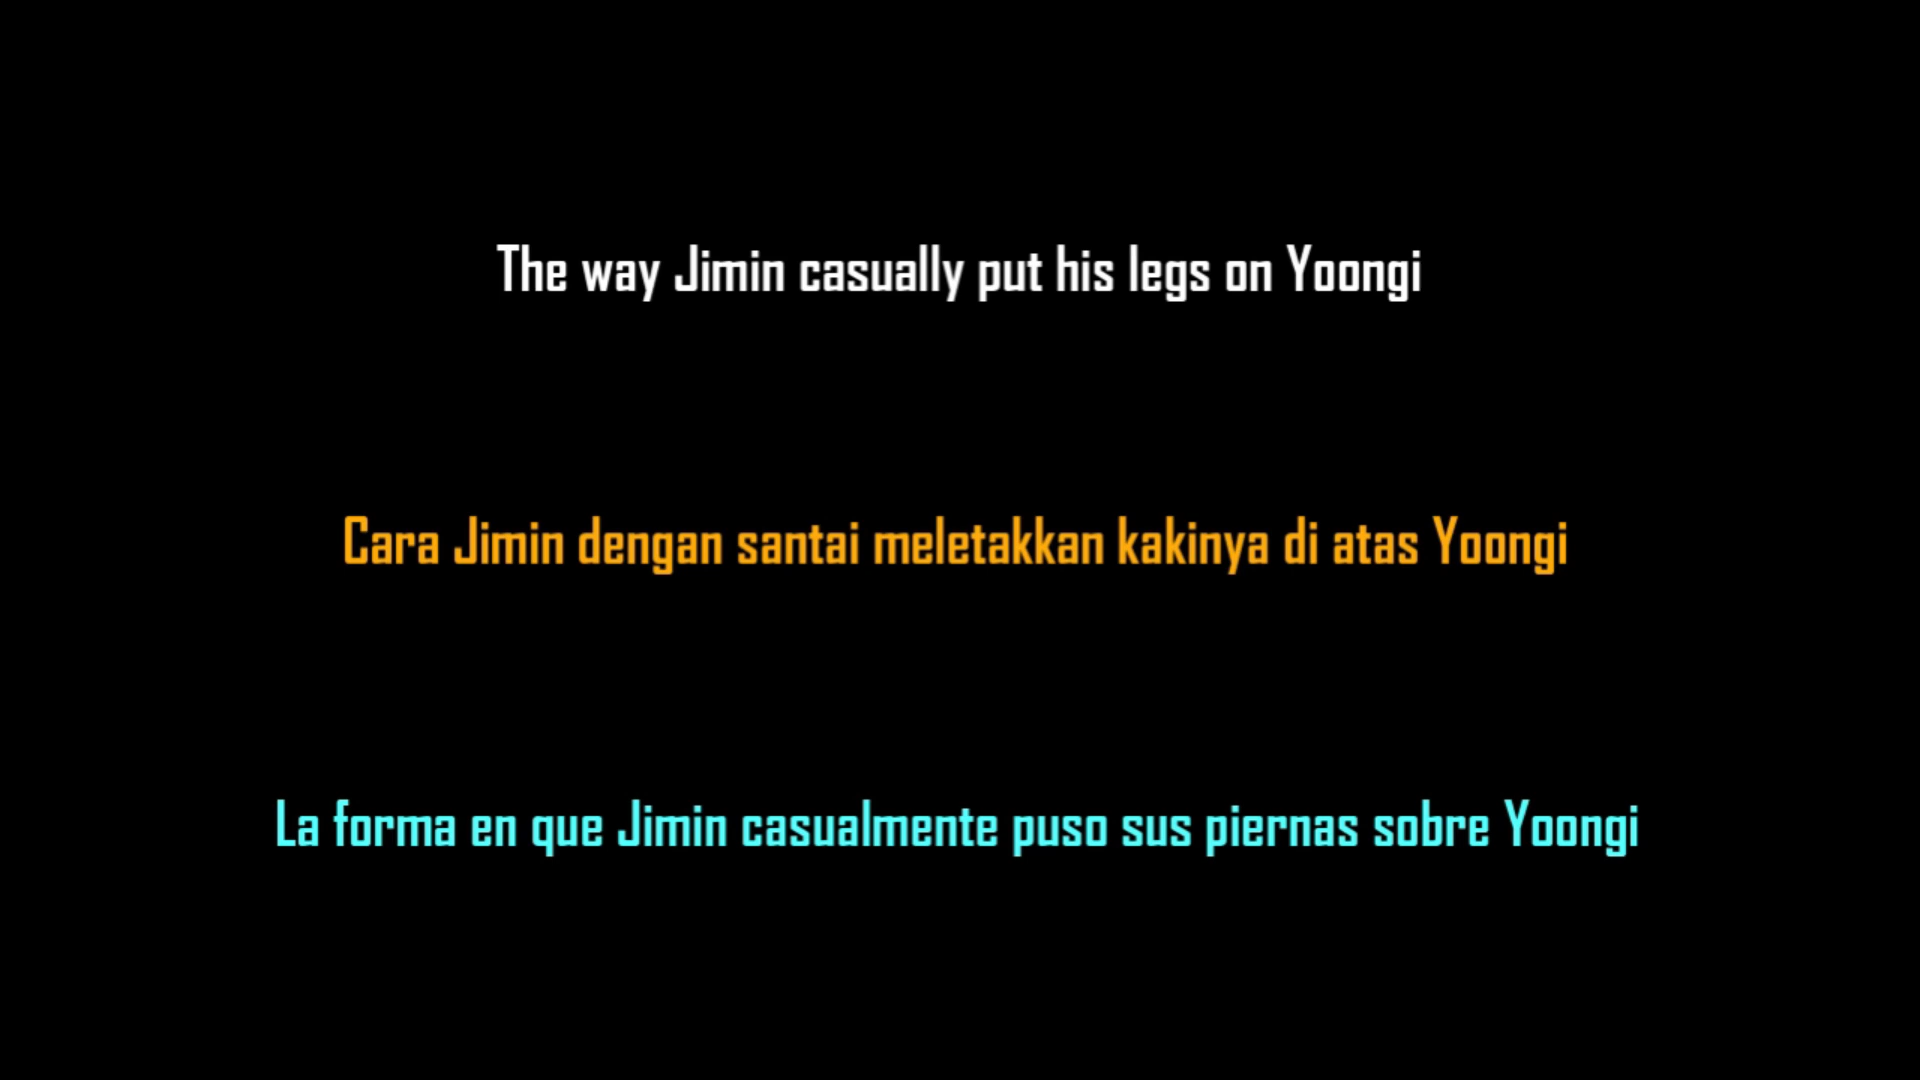 The way Jimin casually put his legs on Yoongi
Cara Jimin dengan santai meletakkan kakinya di atas Yoongi
La forma en que Jimin casualmente puso sus piernas sobre Yoongi